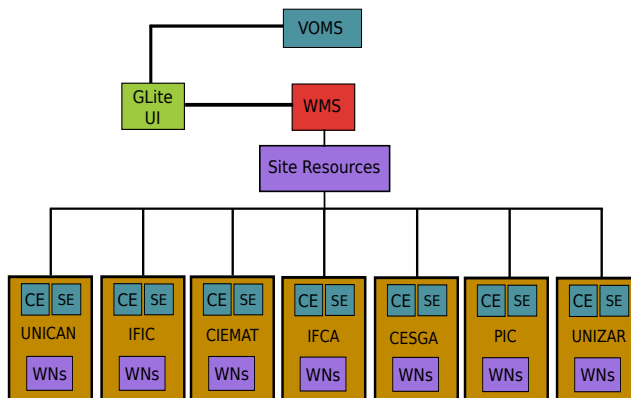 VOMS
GLite
UI
WMS
Site Resources
CE SE CE SE CE SE CE SE CE SE CE SE CE SE
UNICAN IFIC CIEMAT IFCA CESGA PIC UNIZAR
WNs WNs WNs WNs WNs WNs WNs